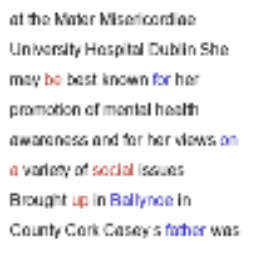 at the Mater Misericordiae
University Hospital Dublin She
may be best known for her
promotion of mental health
awareness and for her views on
a variety of social issues
Brought up in Ballynoe in
County Cork Casey s father was